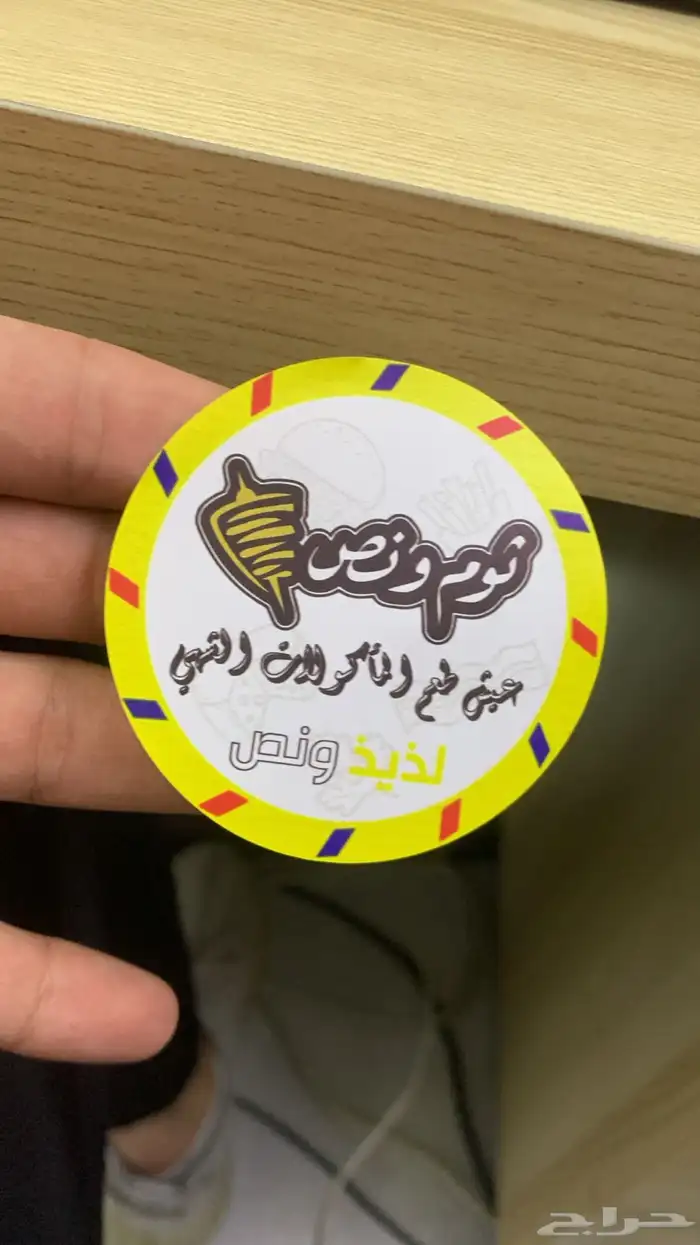 ثوم ونص
عيش طعم المأكولات الشهي
لذيذ ونص
حراج